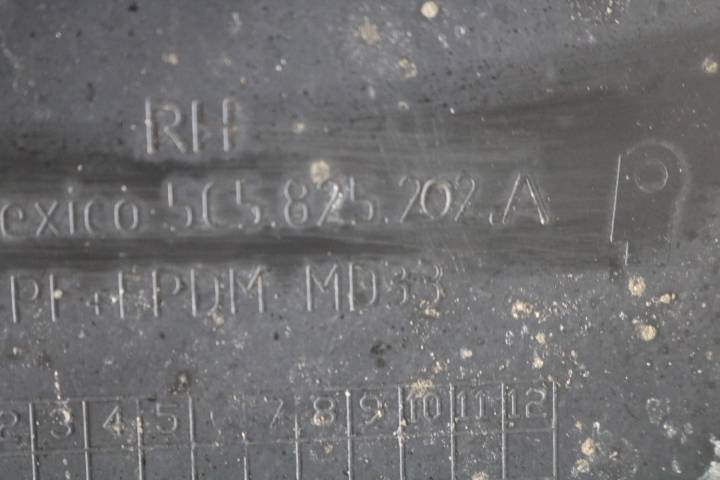 RH
exico 5C5.825.202.A
PP+EPDM MD33
2 3 4 5 7 8 9 10 11 12